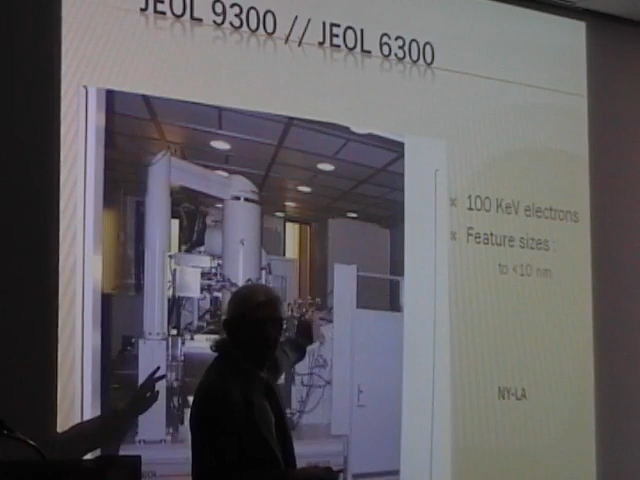 JEOL 9300 // JEOL 6300
100 KeV electrons
Feature sizes :
to <10 nm
NY-LA